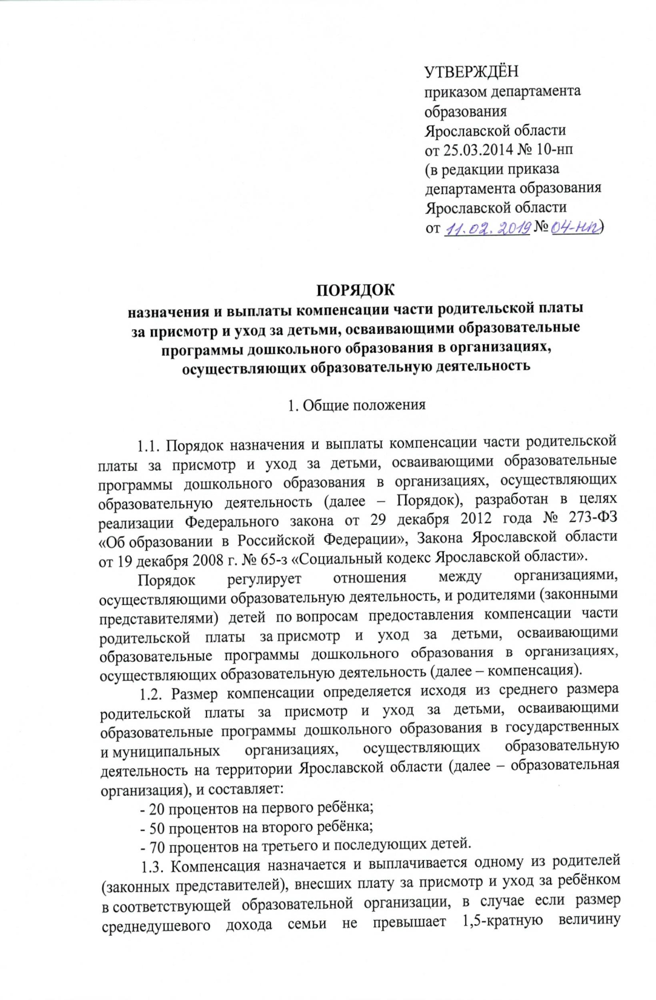 УТВЕРЖДЁН
приказом департамента
образования
Ярославской области
от 25.03.2014 № 10-нп
(в редакции приказа
департамента образования
Ярославской области
от 11.02.2019 № 04-нп)
ПОРЯДОК
назначения и выплаты компенсации части родительской платы
за присмотр и уход за детьми, осваивающими образовательные
программы дошкольного образования в организациях,
осуществляющих образовательную деятельность
1. Общие положения
1.1. Порядок назначения и выплаты компенсации части родительской
платы за присмотр и уход за детьми, осваивающими образовательные
программы дошкольного образования в организациях, осуществляющих
образовательную деятельность (далее – Порядок), разработан в целях
реализации Федерального закона от 29 декабря 2012 года № 273-ФЗ
«Об образовании в Российской Федерации», Закона Ярославской области
от 19 декабря 2008 г. № 65-з «Социальный кодекс Ярославской области».
Порядок регулирует отношения между организациями,
осуществляющими образовательную деятельность, и родителями (законными
представителями) детей по вопросам предоставления компенсации части
родительской платы за присмотр и уход за детьми, осваивающими
образовательные программы дошкольного образования в организациях,
осуществляющих образовательную деятельность (далее – компенсация).
1.2. Размер компенсации определяется исходя из среднего размера
родительской платы за присмотр и уход за детьми, осваивающими
образовательные программы дошкольного образования в государственных
и муниципальных организациях, осуществляющих образовательную
деятельность на территории Ярославской области (далее – образовательная
организация), и составляет:
- 20 процентов на первого ребёнка;
- 50 процентов на второго ребёнка;
- 70 процентов на третьего и последующих детей.
1.3. Компенсация назначается и выплачивается одному из родителей
(законных представителей), внесших плату за присмотр и уход за ребёнком
в соответствующей образовательной организации, в случае если размер
среднедушевого дохода семьи не превышает 1,5-кратную величину